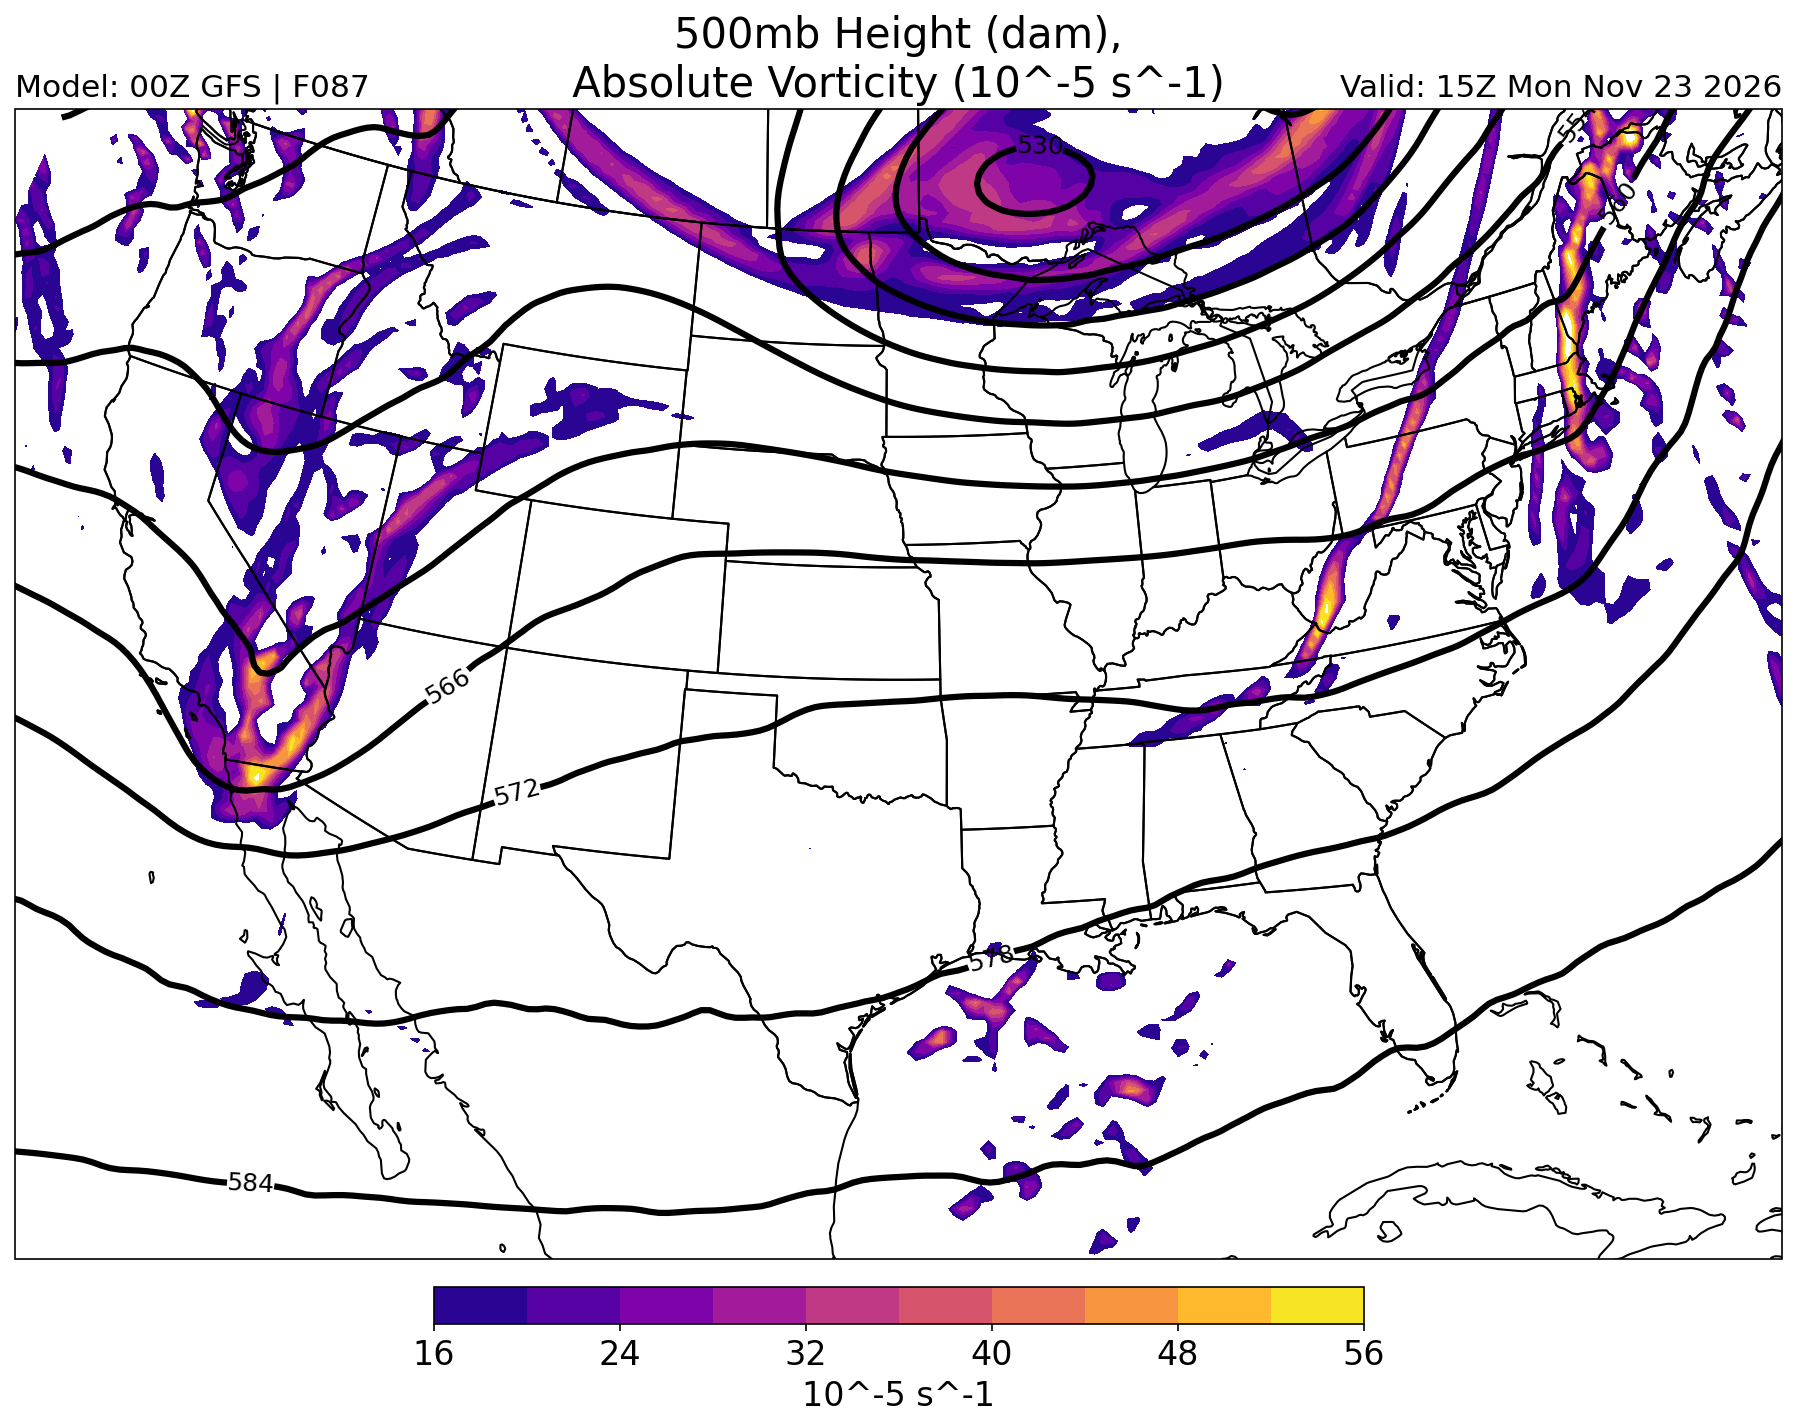 500mb Height (dam),
Absolute Vorticity (10^-5 s^-1)
Model: 00Z GFS | F087
Valid: 15Z Mon Nov 23 2026
530
566
572
578
584
16 24 32 40 48 56
10^-5 s^-1